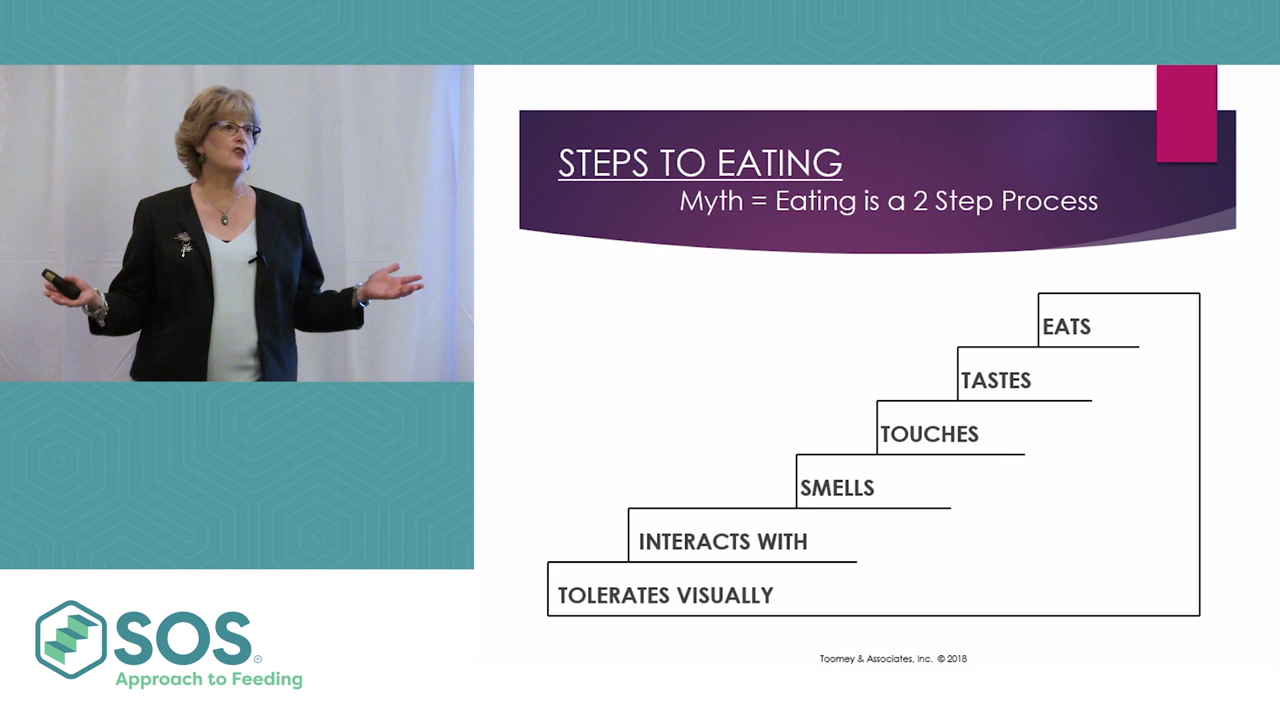 STEPS TO EATING
Myth = Eating is a 2 Step Process
EATS
TASTES
TOUCHES
SMELLS
INTERACTS WITH
TOLERATES VISUALLY
Toomey & Associates, Inc. © 2018
SOS®
Approach to Feeding